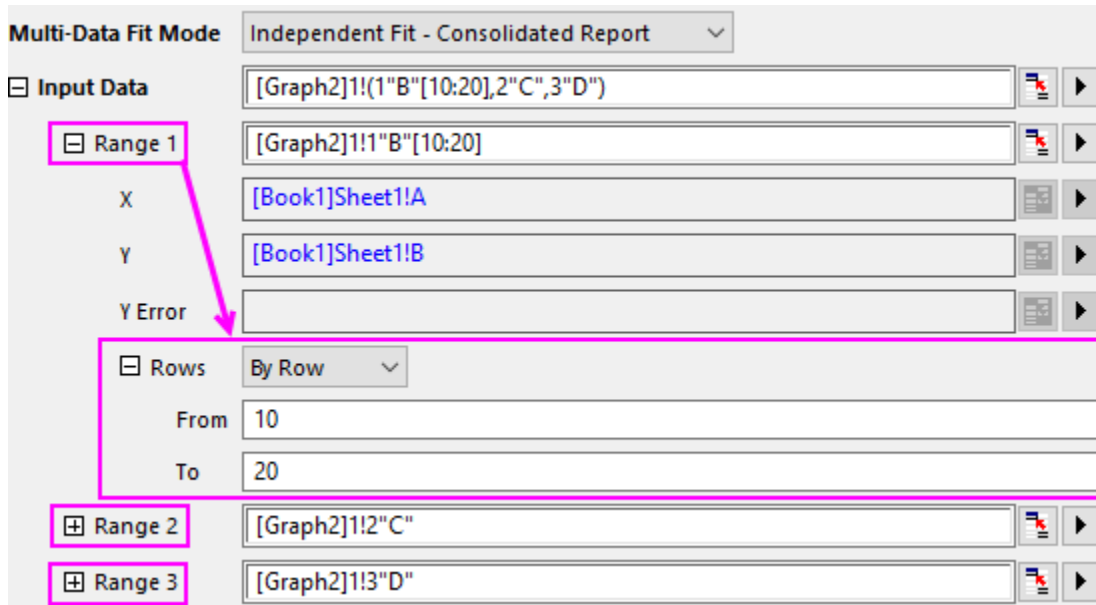 Multi-Data Fit Mode Independent Fit - Consolidated Report
Input Data [Graph2]1!(1"B"[10:20],2"C",3"D")
Range 1 [Graph2]1!1"B"[10:20]
X [Book1]Sheet1!A
Y [Book1]Sheet1!B
Y Error
Rows By Row
From 10
To 20
Range 2 [Graph2]1!2"C"
Range 3 [Graph2]1!3"D"